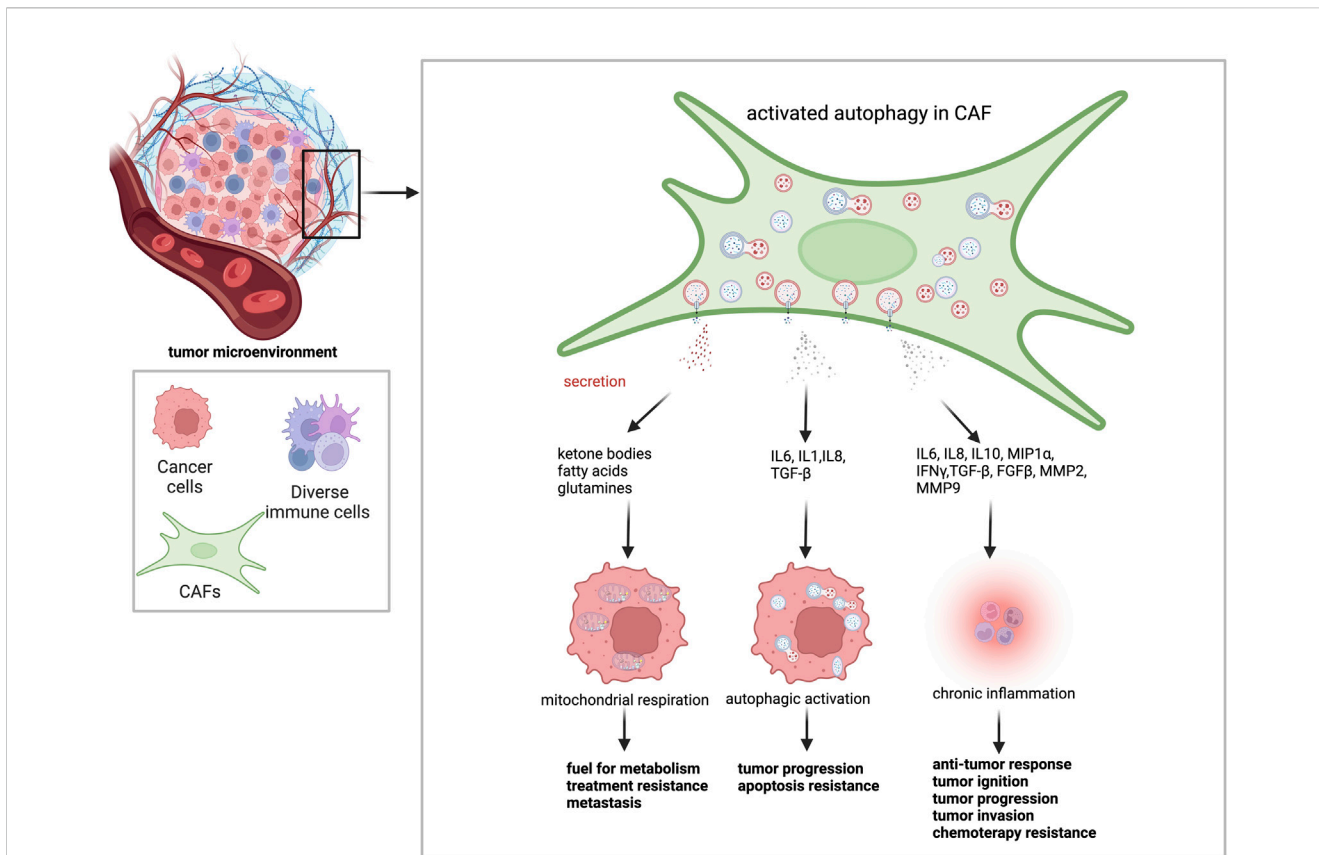 activated autophagy in CAF
tumor microenvironment
Cancer
cells
Diverse
immune cells
CAFs
secretion
ketone bodies
fatty acids
glutamines
IL6, IL1,IL8,
TGF-β
IL6, IL8, IL10, MIP1α,
IFNγ,TGF-β, FGFβ, MMP2,
MMP9
mitochondrial respiration
autophagic activation
chronic inflammation
fuel for metabolism
treatment resistance
metastasis
tumor progression
apoptosis resistance
anti-tumor response
tumor ignition
tumor progression
tumor invasion
chemoterapy resistance